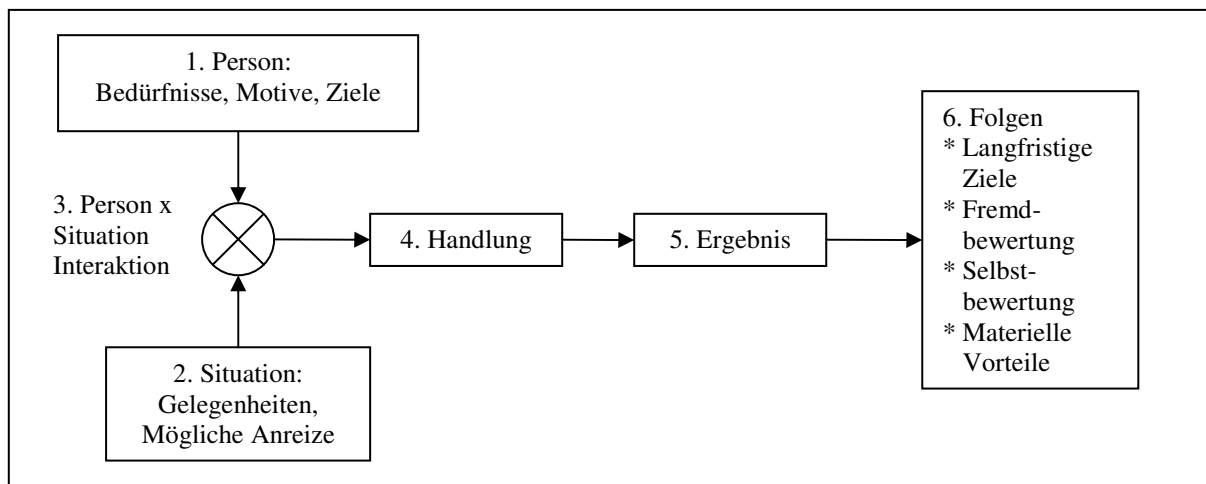 1. Person:
Bedürfnisse, Motive, Ziele
3. Person x
Situation
Interaktion
2. Situation:
Gelegenheiten,
Mögliche Anreize
4. Handlung
5. Ergebnis
6. Folgen
* Langfristige
Ziele
* Fremd-
bewertung
* Selbst-
bewertung
* Materielle
Vorteile